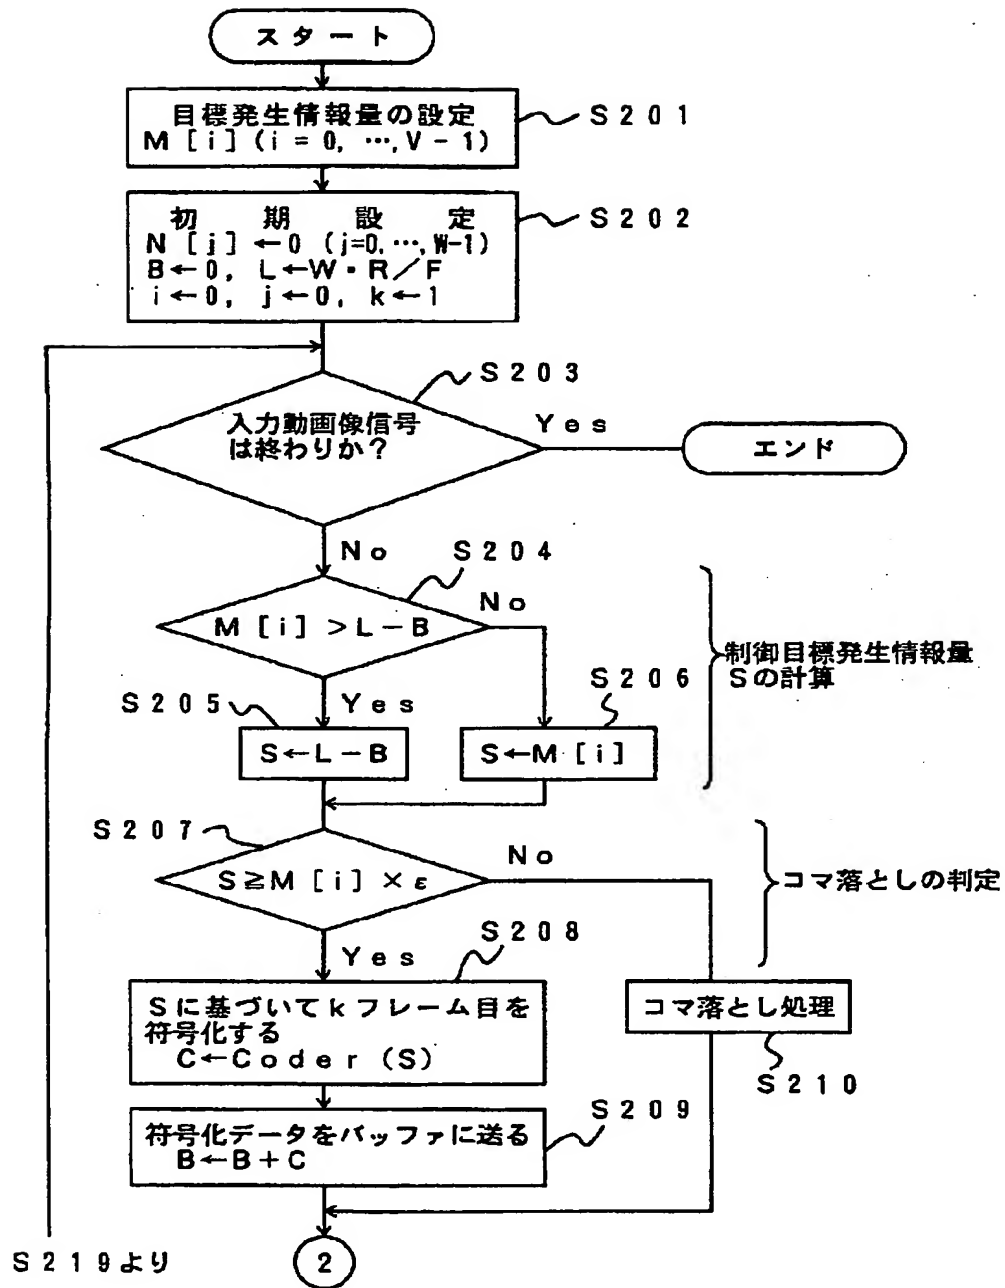 スタート
目標発生情報量の設定
M[i](i=0,…,V-1)
S201
初期設定
N[j]←0 (j=0,…,W-1)
B←0, L←W・R/F
i←0, j←0, k←1
S202
S203
入力動画像信号
は終わりか?
Yes
エンド
No
S204
M[i]>L-B
No
制御目標発生情報量
Sの計算
S205
Yes
S206
S←L-B
S←M[i]
S207
S≧M[i]×ε
No
コマ落としの判定
Yes
S208
Sに基づいてkフレーム目を
符号化する
C←Coder(S)
コマ落とし処理
S210
S209
符号化データをバッファに送る
B←B+C
S219より
2